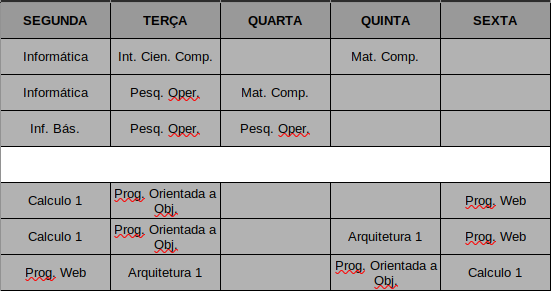 SEGUNDA TERÇA QUARTA QUINTA SEXTA
Informática Int. Cien. Comp. Mat. Comp.
Informática Pesq. Oper. Mat. Comp.
Inf. Bás. Pesq. Oper. Pesq. Oper.
Calculo 1 Prog. Orientada a Prog. Web
Obj.
Calculo 1 Prog. Orientada a Arquitetura 1 Prog. Web
Obj.
Prog. Web Arquitetura 1 Prog. Orientada a Calculo 1
Obj.